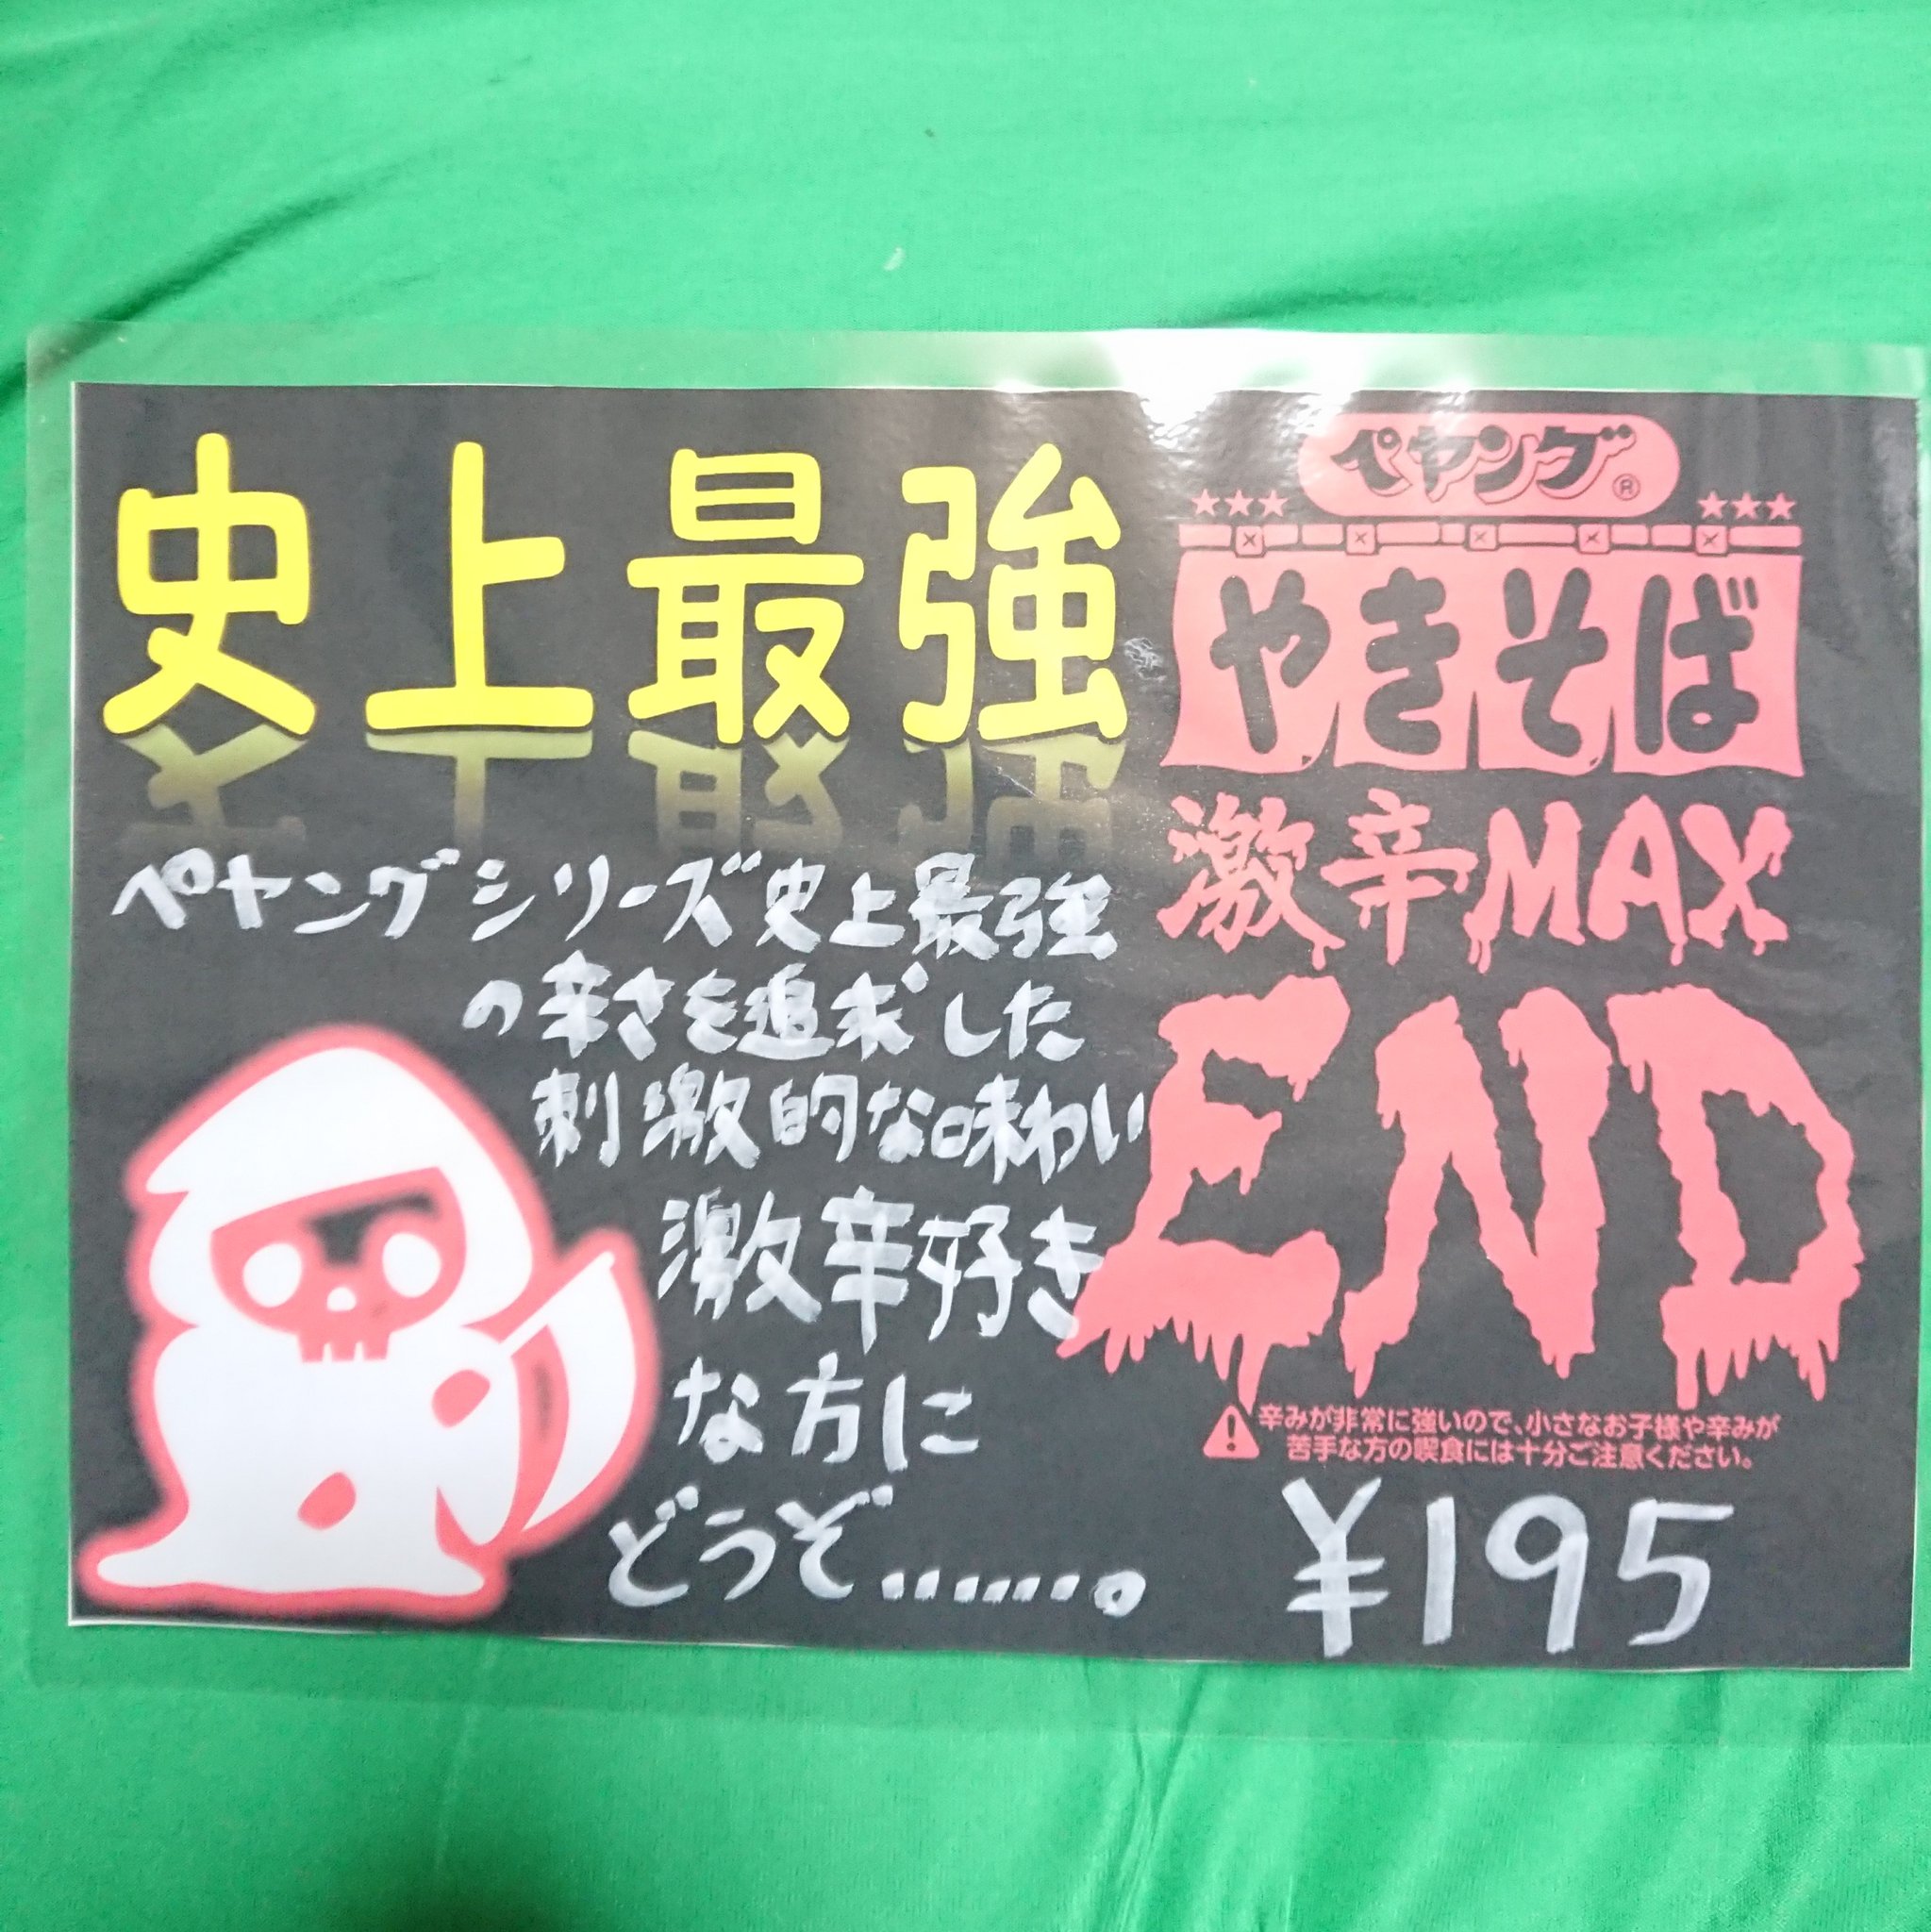 史上最強
ペヤングシリーズ史上最強
の辛さを追求した
刺激的な味わい
激辛好き
な方に
どうぞ.......。
ペヤング®
やきそば
激辛MAX
END
辛みが非常に強いので、小さなお子様や辛みが
苦手な方の喫食には十分ご注意ください。
¥195